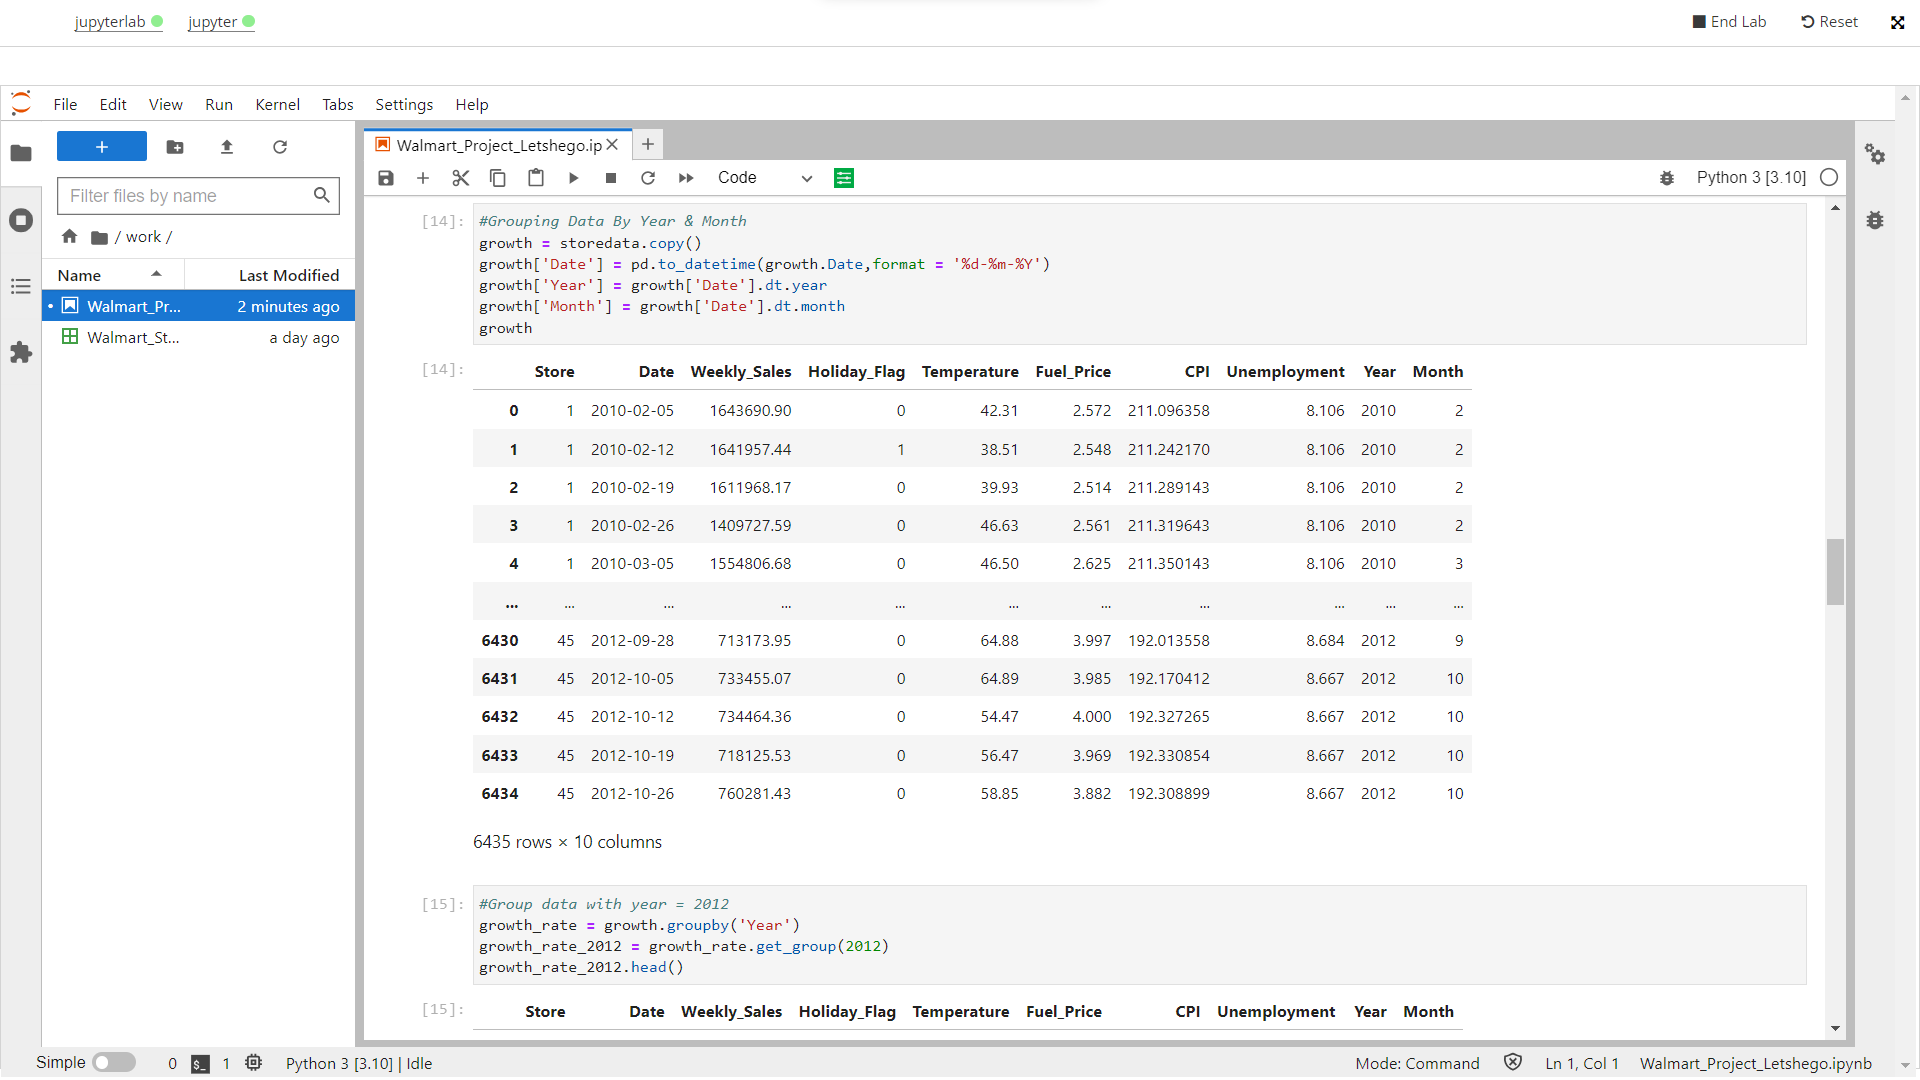 jupyterlab jupyter End Lab Reset
File Edit View Run Kernel Tabs Settings Help
+
Walmart_Project_Letshego.ip
Filter files by name
Code
Python 3 [3.10]
/ work /
Name Last Modified
Walmart_Pr... 2 minutes ago
Walmart_St... a day ago
[14]: #Grouping Data By Year & Month
growth = storedata.copy()
growth['Date'] = pd.to_datetime(growth.Date,format = '%d-%m-%Y')
growth['Year'] = growth['Date'].dt.year
growth['Month'] = growth['Date'].dt.month
growth
[14]: Store Date Weekly_Sales Holiday_Flag Temperature Fuel_Price CPI Unemployment Year Month
0 1 2010-02-05 1643690.90 0 42.31 2.572 211.096358 8.106 2010 2
1 1 2010-02-12 1641957.44 1 38.51 2.548 211.242170 8.106 2010 2
2 1 2010-02-19 1611968.17 0 39.93 2.514 211.289143 8.106 2010 2
3 1 2010-02-26 1409727.59 0 46.63 2.561 211.319643 8.106 2010 2
4 1 2010-03-05 1554806.68 0 46.50 2.625 211.350143 8.106 2010 3
... ... ... ... ... ... ... ... ... ... ...
6430 45 2012-09-28 713173.95 0 64.88 3.997 192.013558 8.684 2012 9
6431 45 2012-10-05 733455.07 0 64.89 3.985 192.170412 8.667 2012 10
6432 45 2012-10-12 734464.36 0 54.47 4.000 192.327265 8.667 2012 10
6433 45 2012-10-19 718125.53 0 56.47 3.969 192.330854 8.667 2012 10
6434 45 2012-10-26 760281.43 0 58.85 3.882 192.308899 8.667 2012 10
6435 rows × 10 columns
[15]: #Group data with year = 2012
growth_rate = growth.groupby('Year')
growth_rate_2012 = growth_rate.get_group(2012)
growth_rate_2012.head()
[15]: Store Date Weekly_Sales Holiday_Flag Temperature Fuel_Price CPI Unemployment Year Month
Simple 0 $_ 1 Python 3 [3.10] | Idle Mode: Command Ln 1, Col 1 Walmart_Project_Letshego.ipynb